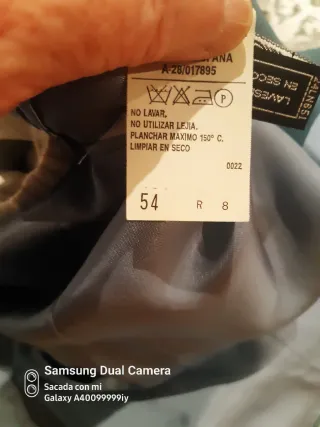 A-28/017895
P
NO LAVAR.
NO UTILIZAR LEJIA.
PLANCHAR MAXIMO 150° C.
LIMPIAR EN SECO
0022
54 R 8
EN SECO
Samsung Dual Camera
Sacada con mi
Galaxy A40099999iy